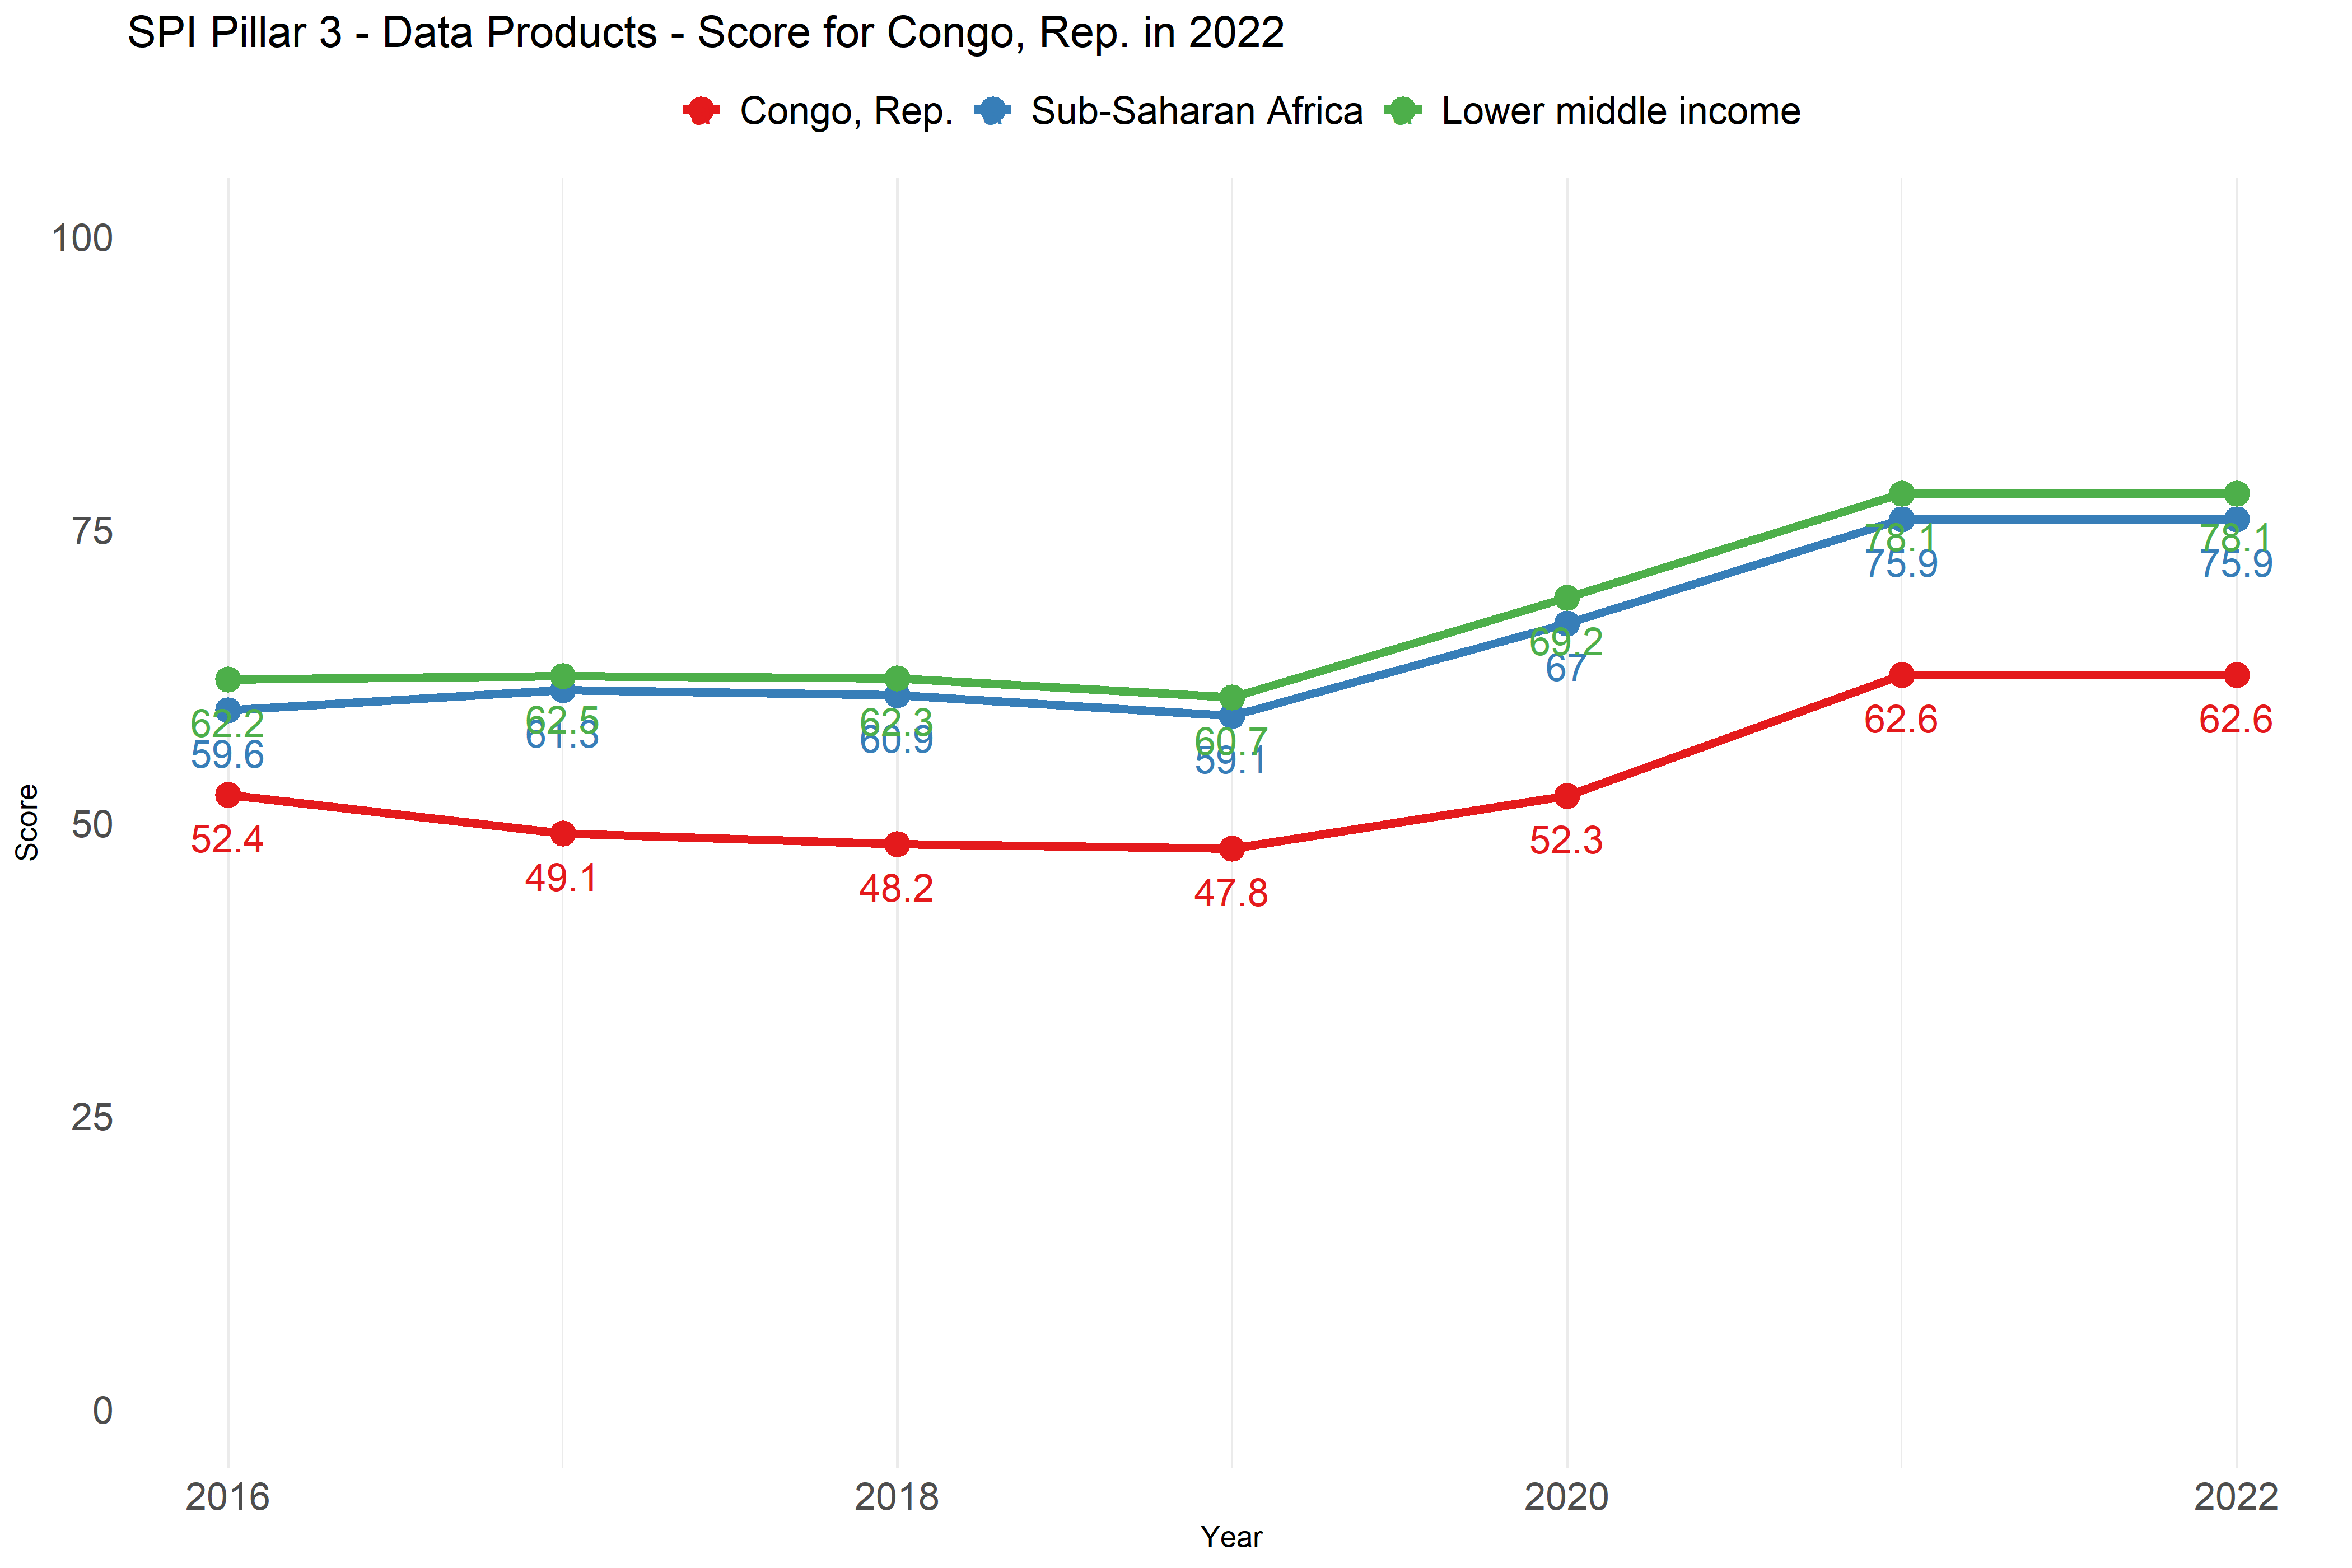 SPI Pillar 3 - Data Products - Score for Congo, Rep. in 2022
Congo, Rep. Sub-Saharan Africa Lower middle income
100
75
50
25
0
Score
62.2 62.5 62.3 60.7 69.2 78.1 78.1
59.6 61.3 60.9 59.1 67 75.9 75.9
52.4 49.1 48.2 47.8 52.3 62.6 62.6
2016 2018 2020 2022
Year